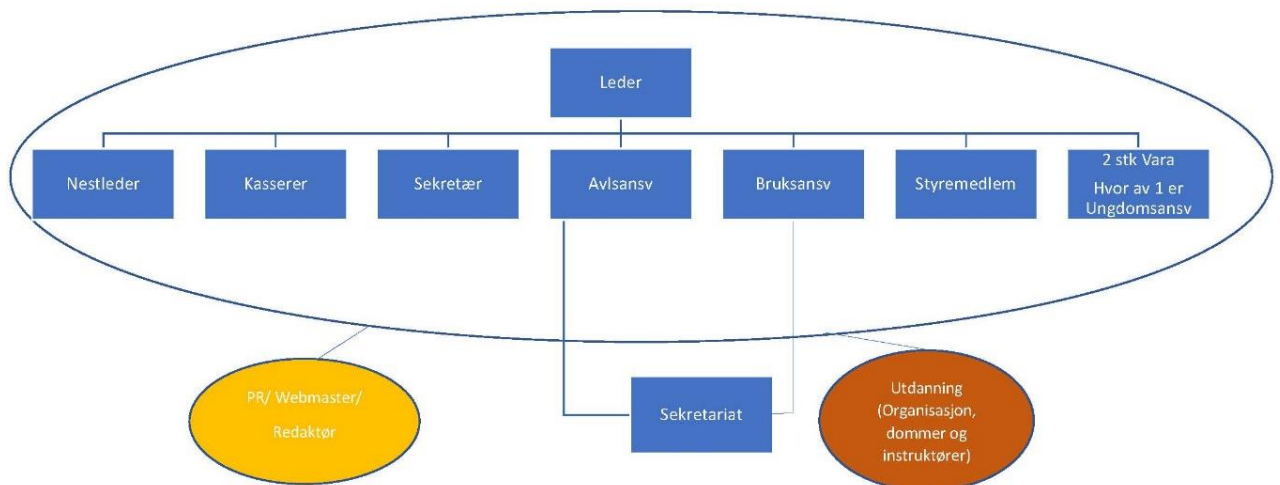 Leder
Nestleder
Kasserer
Sekretær
Avlsansv
Bruksansv
Styremedlem
2 stk Vara
Hvor av 1 er
Ungdomsansv
PR/ Webmaster/
Redaktør
Sekretariat
Utdanning
(Organisasjon,
dommer og
instruktører)